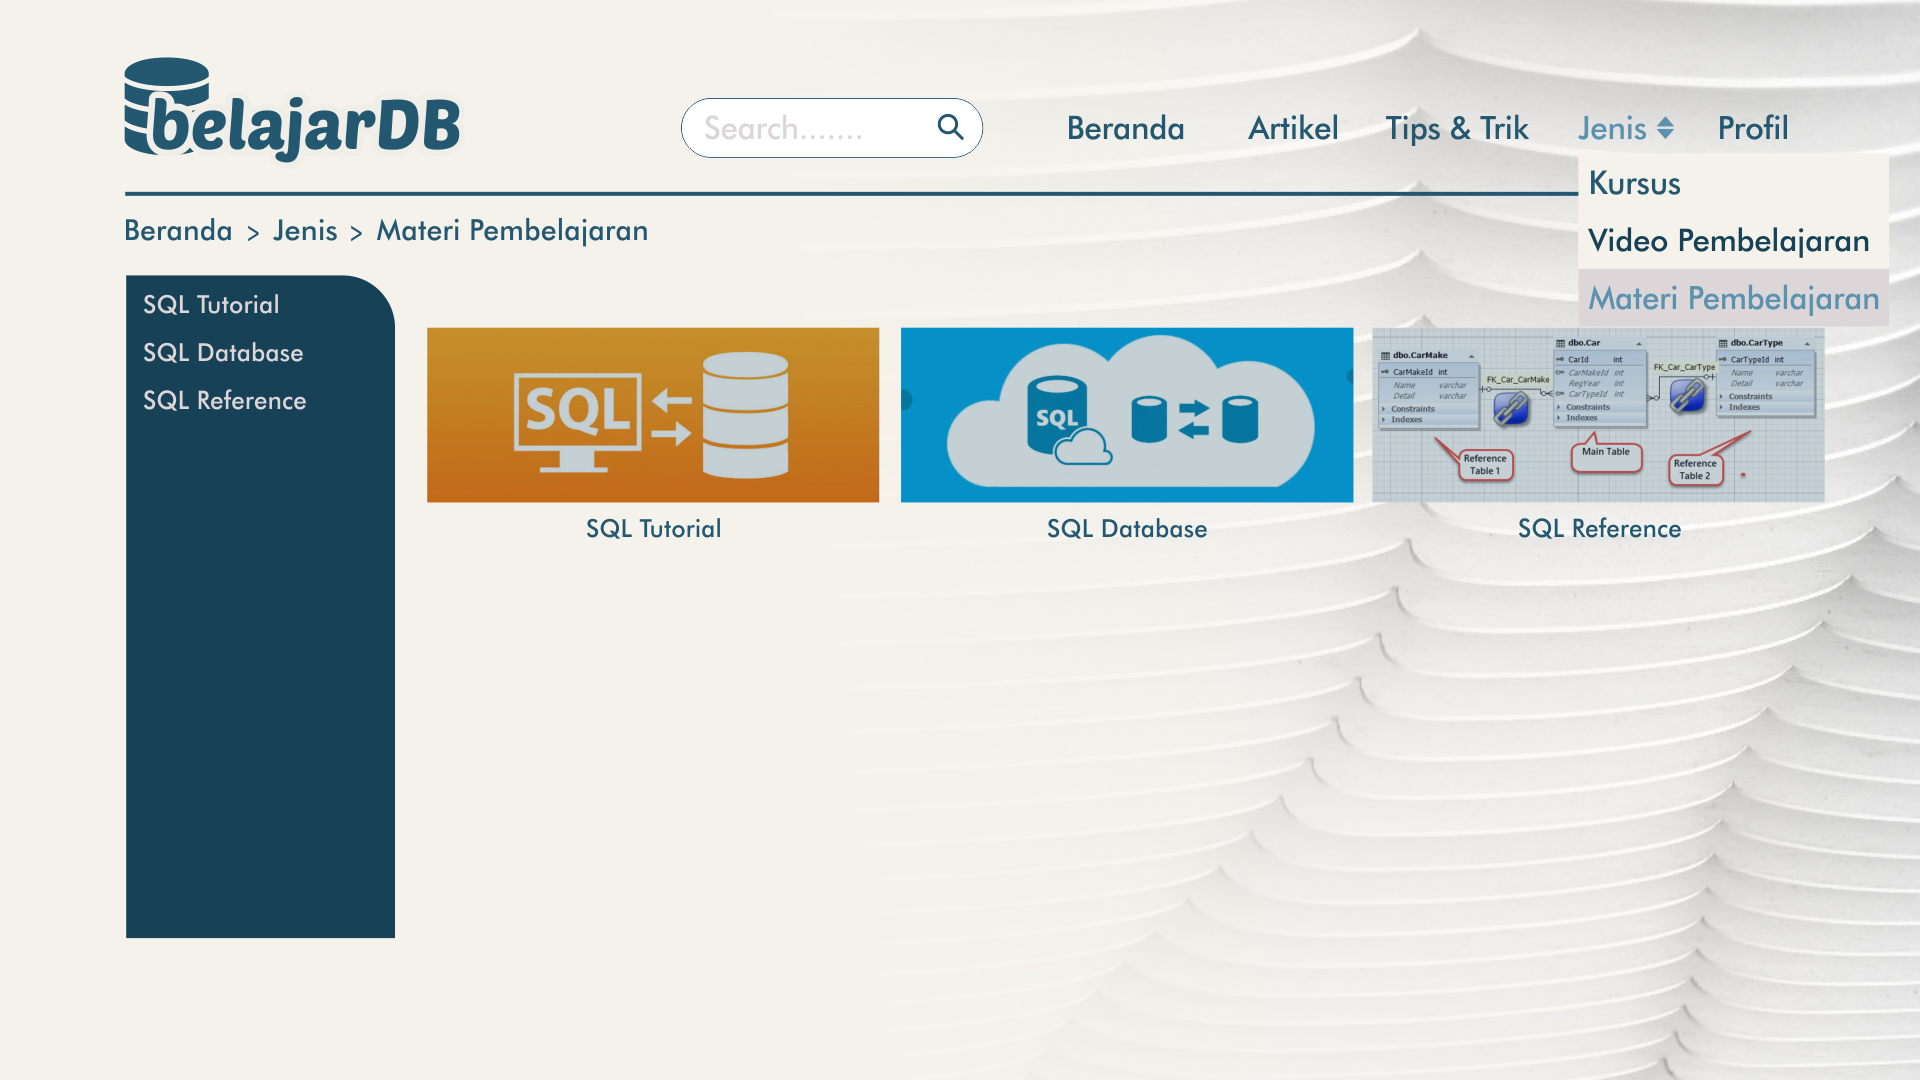 belajarDB
Search.......
Beranda
Artikel
Tips & Trik
Jenis
Profil
Kursus
Video Pembelajaran
Materi Pembelajaran
Beranda > Jenis > Materi Pembelajaran
SQL Tutorial
SQL Database
SQL Reference
SQL
SQL Tutorial
SQL
SQL Database
dbo.CarMake
CarMakeId int
Name varchar
Detail varchar
Constraints
Indexes
FK_Car_CarMake
dbo.Car
CarId int
CarMakeId int
RegYear int
CarTypeId int
Constraints
Indexes
FK_Car_CarType
dbo.CarType
CarTypeId int
Name varchar
Detail varchar
Constraints
Indexes
Reference
Table 1
Main Table
Reference
Table 2
SQL Reference